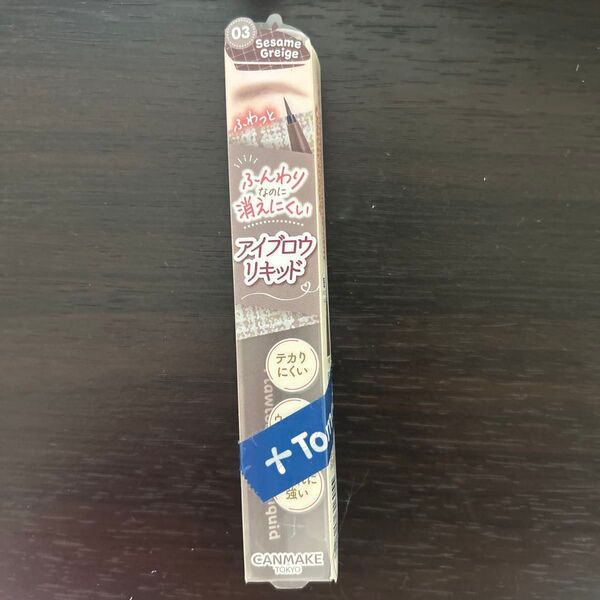 03
Sesame
Greige
ふわっと
ふんわり
なのに
消えにくい
アイブロウ
リキッド
テカリ
にくい
+Tom
に
強い
CANMAKE
TOKYO